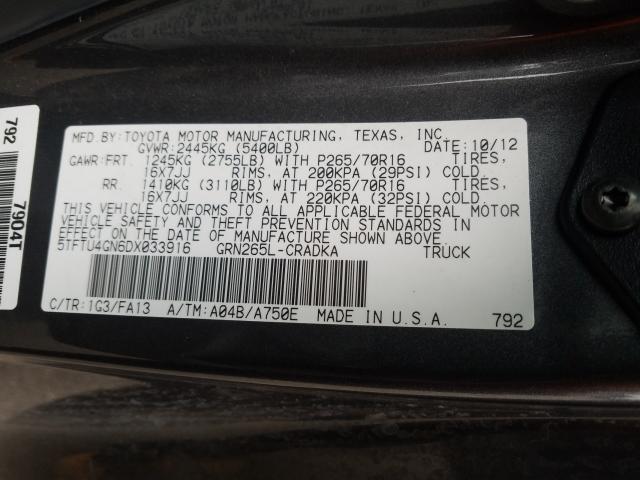 MFD.BY:TOYOTA MOTOR MANUFACTURING, TEXAS, INC.
GVWR:2445KG (5400LB) DATE:10/12
GAWR:FRT. 1245KG (2755LB) WITH P265/70R16 TIRES,
16X7JJ RIMS, AT 200KPA (29PSI) COLD.
RR. 1410KG (3110LB) WITH P265/70R16 TIRES,
16X7JJ RIMS, AT 220KPA (32PSI) COLD.
THIS VEHICLE CONFORMS TO ALL APPLICABLE FEDERAL MOTOR
VEHICLE SAFETY AND THEFT PREVENTION STANDARDS IN
EFFECT ON THE DATE OF MANUFACTURE SHOWN ABOVE.
5TFTU4GN6DX033916 GRN265L-CRADKA TRUCK
C/TR:1G3/FA13 A/TM:A04B/A750E MADE IN U.S.A. 792
792
7904T